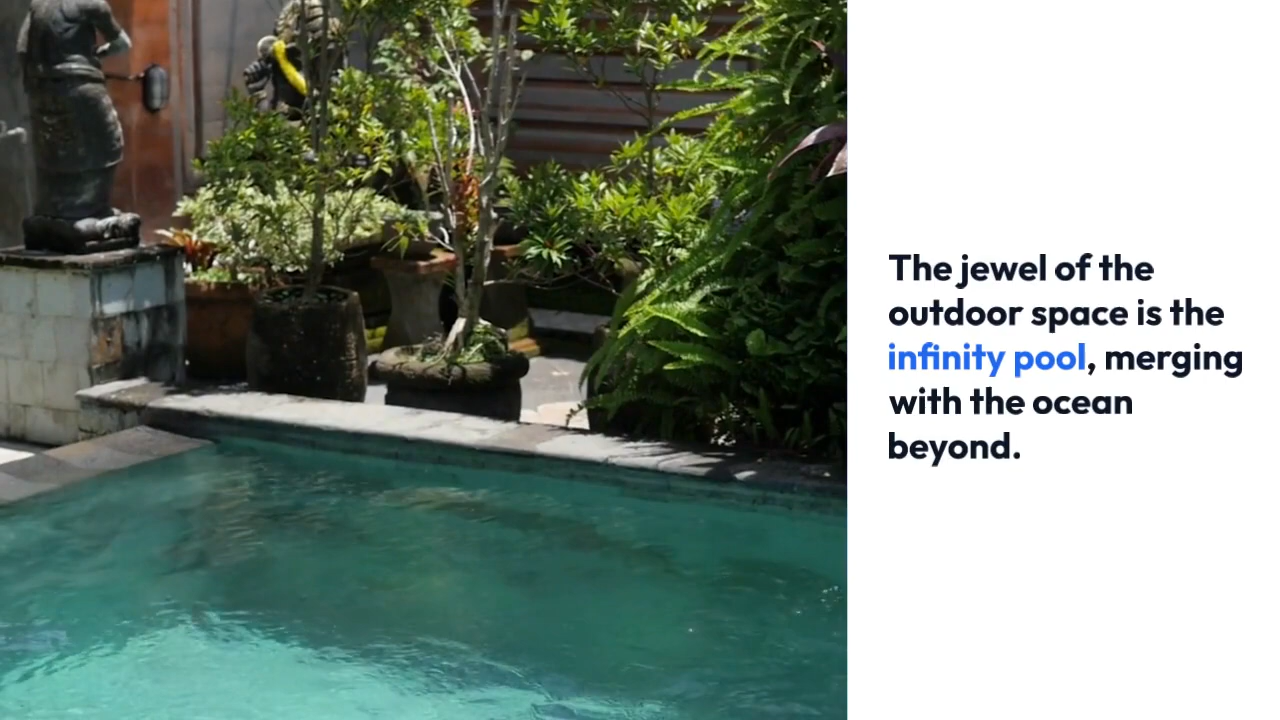 The jewel of the
outdoor space is the
infinity pool, merging
with the ocean
beyond.